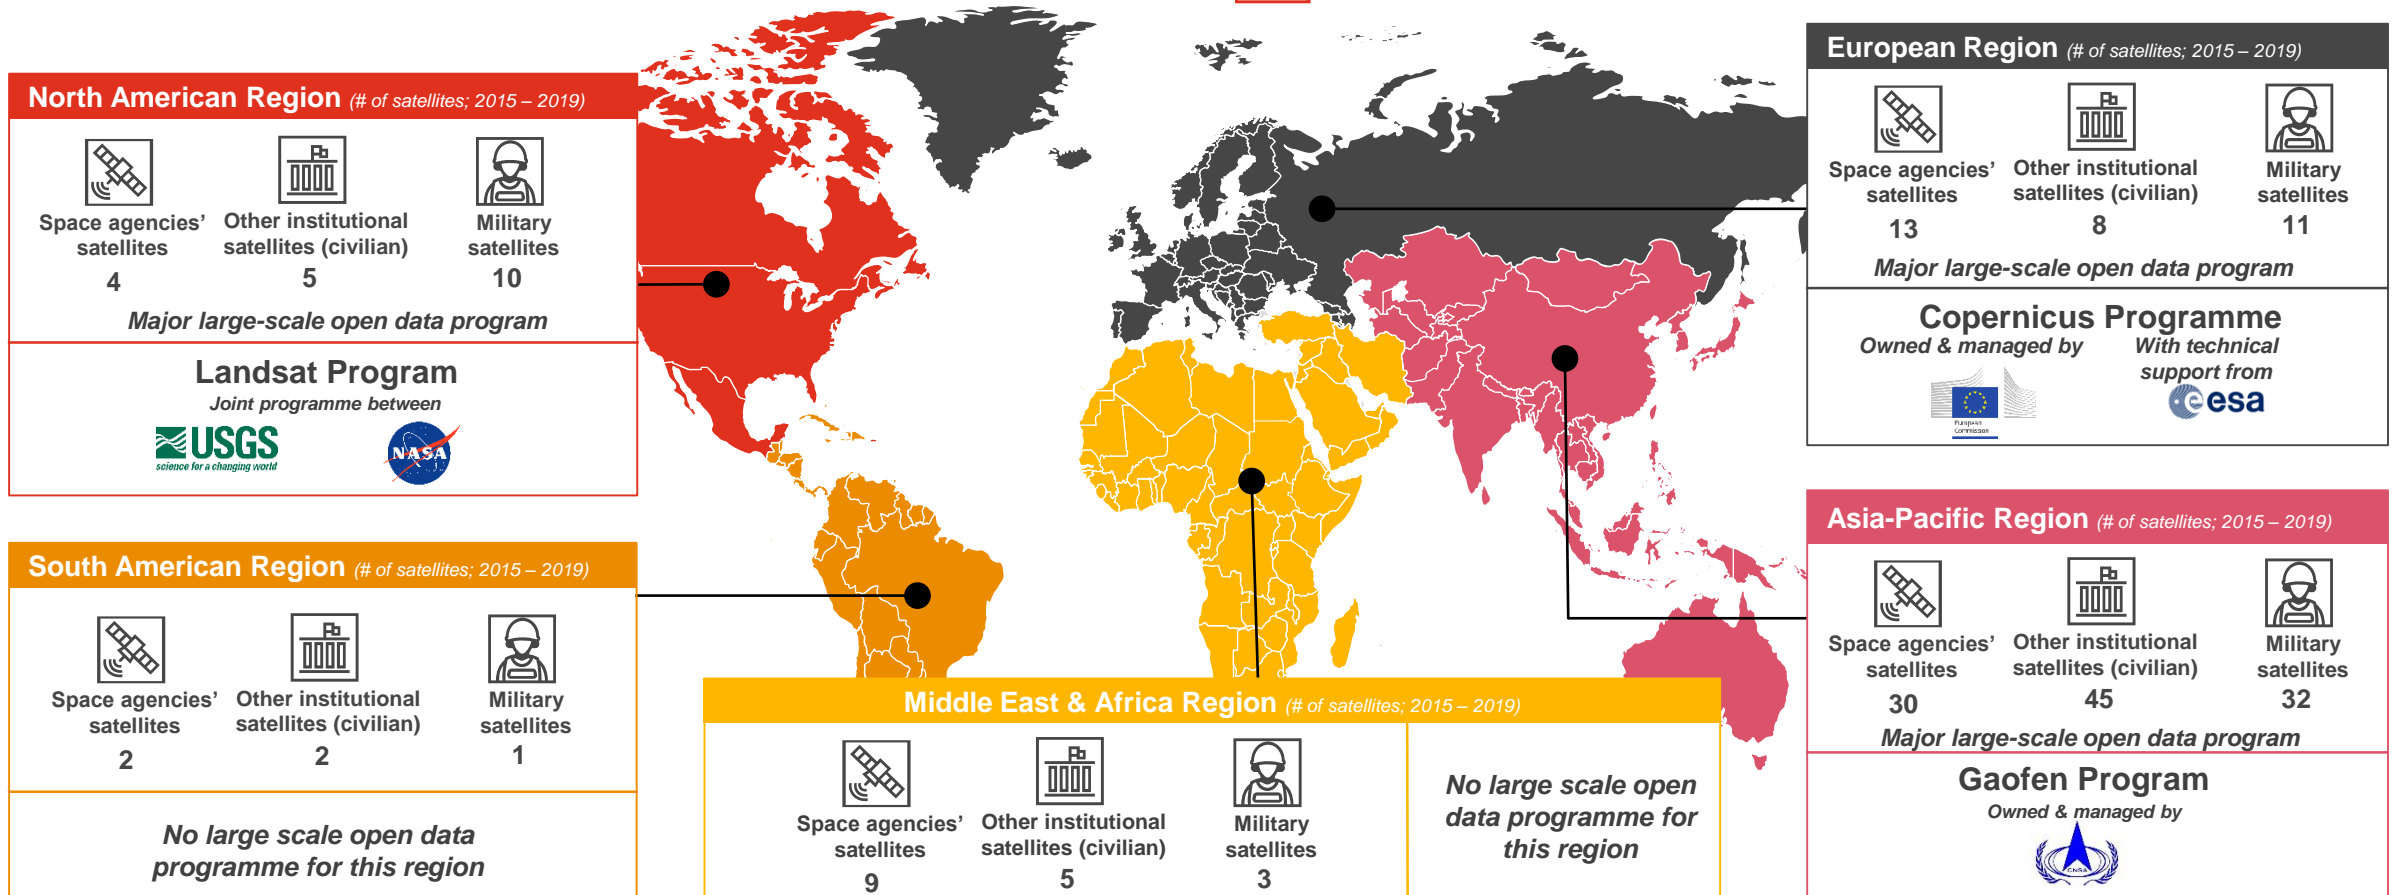 North American Region (# of satellites; 2015 – 2019)
Space agencies’ satellites
4
Other institutional satellites (civilian)
5
Military satellites
10
Major large-scale open data program
Landsat Program
Joint programme between
USGS
science for a changing world
NASA
South American Region (# of satellites; 2015 – 2019)
Space agencies’ satellites
2
Other institutional satellites (civilian)
2
Military satellites
1
No large scale open data
programme for this region
Middle East & Africa Region (# of satellites; 2015 – 2019)
Space agencies’ satellites
9
Other institutional satellites (civilian)
5
Military satellites
3
No large scale open
data programme for
this region
European Region (# of satellites; 2015 – 2019)
Space agencies’ satellites
13
Other institutional satellites (civilian)
8
Military satellites
11
Major large-scale open data program
Copernicus Programme
Owned & managed by
European
Commission
With technical
support from
esa
Asia-Pacific Region (# of satellites; 2015 – 2019)
Space agencies’ satellites
30
Other institutional satellites (civilian)
45
Military satellites
32
Major large-scale open data program
Gaofen Program
Owned & managed by
CNSA